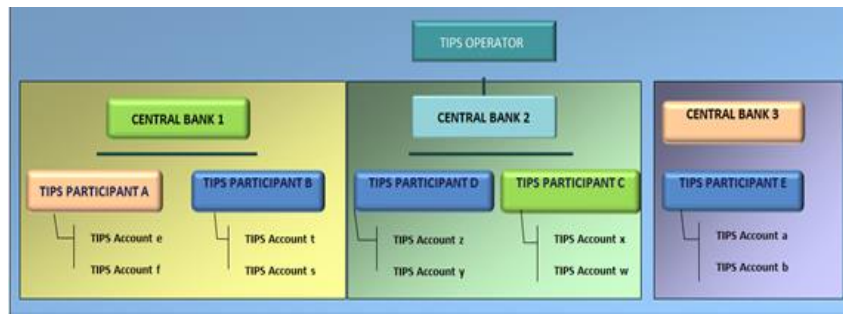 TIPS OPERATOR
CENTRAL BANK 1
CENTRAL BANK 2
CENTRAL BANK 3
TIPS PARTICIPANT A
TIPS PARTICIPANT B
TIPS PARTICIPANT D
TIPS PARTICIPANT C
TIPS PARTICIPANT E
TIPS Account e
TIPS Account t
TIPS Account z
TIPS Account x
TIPS Account a
TIPS Account f
TIPS Account s
TIPS Account y
TIPS Account w
TIPS Account b